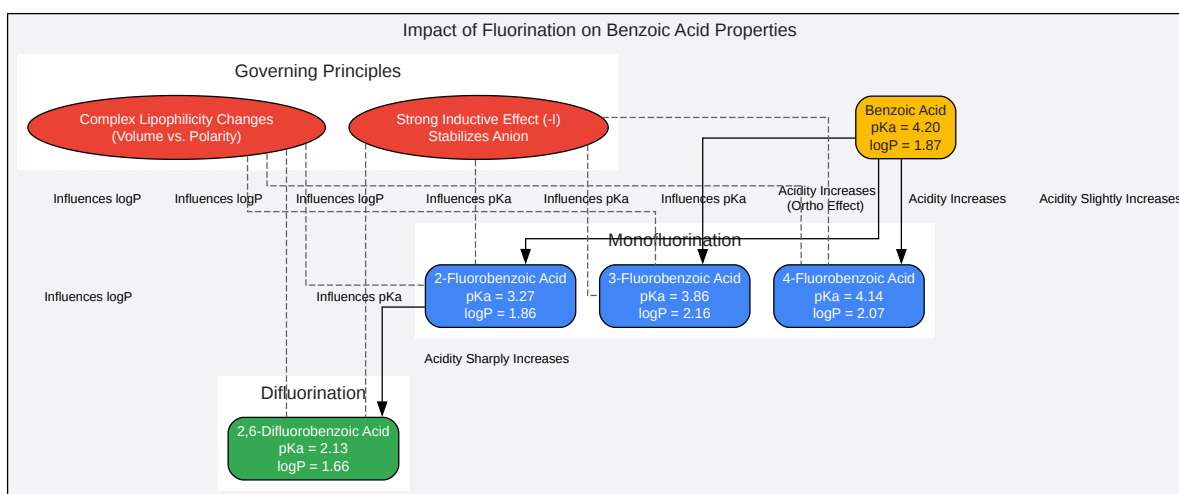 Impact of Fluorination on Benzoic Acid Properties
Governing Principles
Complex Lipophilicity Changes
(Volume vs. Polarity)
Strong Inductive Effect (-I)
Stabilizes Anion
Benzoic Acid
pKa = 4.20
logP = 1.87
Influences logP
Influences logP
Influences logP
Influences pKa
Influences pKa
Influences pKa
Acidity Increases
(Ortho Effect)
Acidity Increases
Acidity Slightly Increases
Monofluorination
2-Fluorobenzoic Acid
pKa = 3.27
logP = 1.86
3-Fluorobenzoic Acid
pKa = 3.86
logP = 2.16
4-Fluorobenzoic Acid
pKa = 4.14
logP = 2.07
Influences logP
Influences pKa
Acidity Sharply Increases
Difluorination
2,6-Difluorobenzoic Acid
pKa = 2.13
logP = 1.66